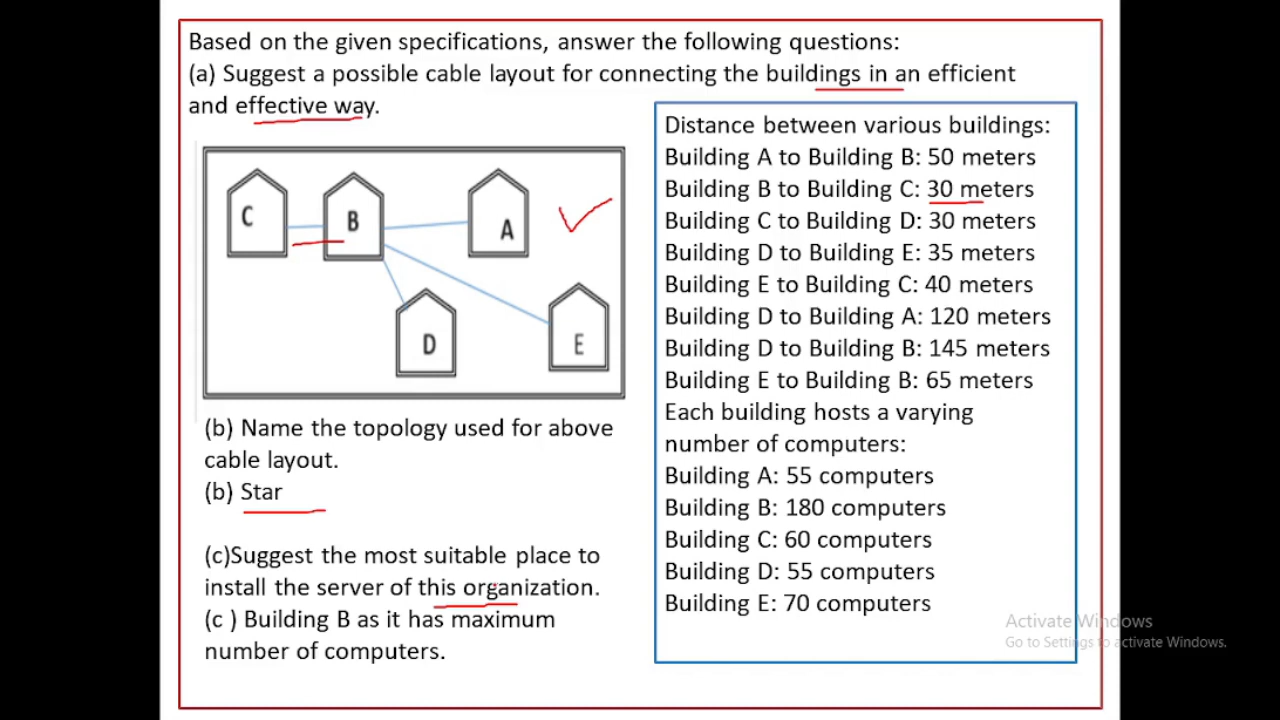 Based on the given specifications, answer the following questions:
(a) Suggest a possible cable layout for connecting the buildings in an efficient
and effective way.
C
B
A
D
E
(b) Name the topology used for above
cable layout.
(b) Star
(c)Suggest the most suitable place to
install the server of this organization.
(c ) Building B as it has maximum
number of computers.
Distance between various buildings:
Building A to Building B: 50 meters
Building B to Building C: 30 meters
Building C to Building D: 30 meters
Building D to Building E: 35 meters
Building E to Building C: 40 meters
Building D to Building A: 120 meters
Building D to Building B: 145 meters
Building E to Building B: 65 meters
Each building hosts a varying
number of computers:
Building A: 55 computers
Building B: 180 computers
Building C: 60 computers
Building D: 55 computers
Building E: 70 computers
Activate Windows
Go to Settings to activate Windows.